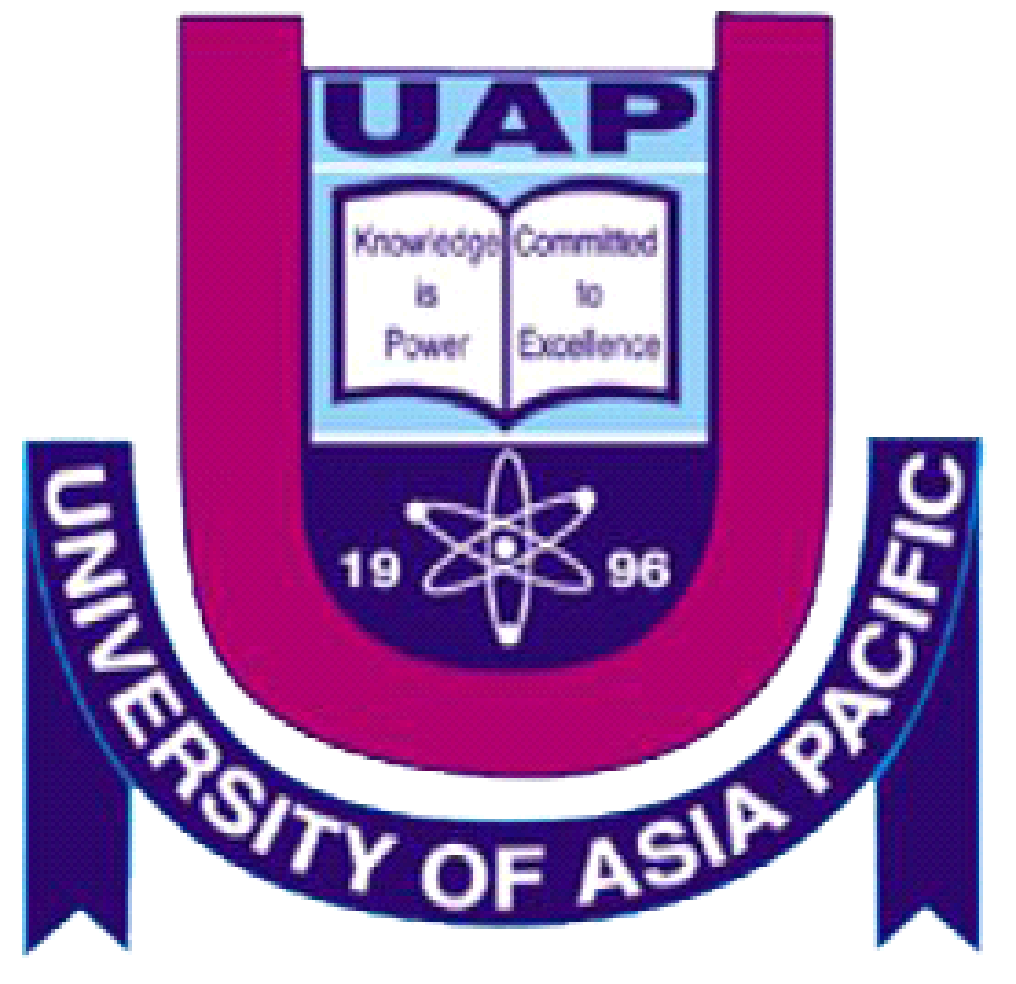 UAP
Knowledge
is
Power
Committed
to
Excellence
19 96
UNIVERSITY OF ASIA PACIFIC